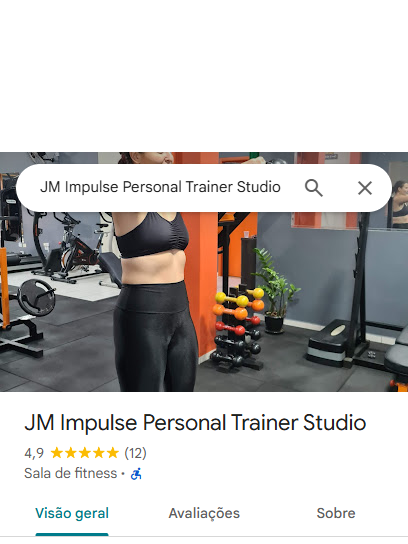 JM Impulse Personal Trainer Studio
JM Impulse Personal Trainer Studio
4,9 ★★★★★ (12)
Sala de fitness ·
Visão geral Avaliações Sobre